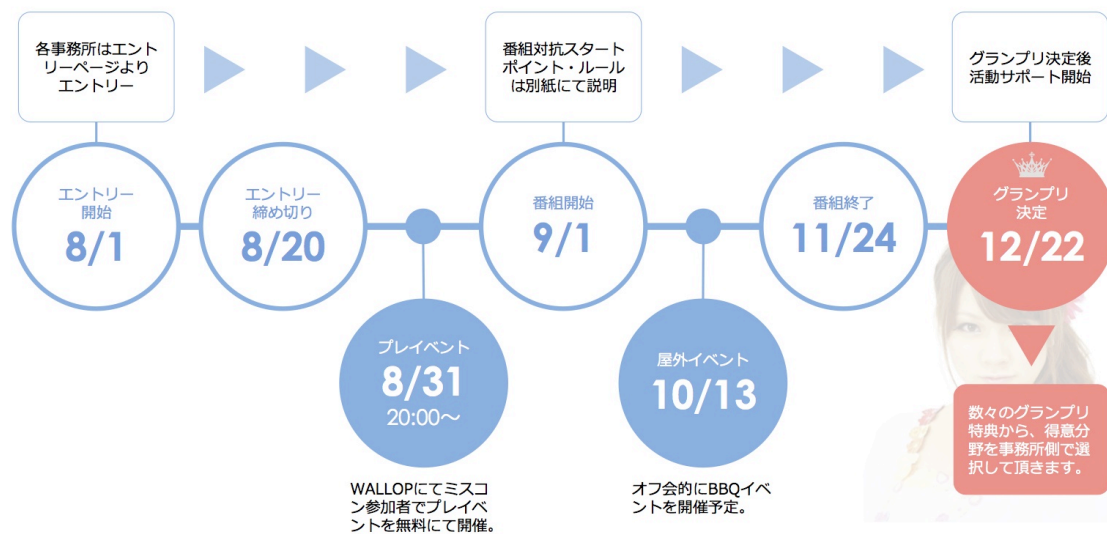 各事務所はエント
リーページより
エントリー
番組対抗スタート
ポイント・ルール
は別紙にて説明
グランプリ決定後
活動サポート開始
エントリー
開始
8/1
エントリー
締め切り
8/20
番組開始
9/1
番組終了
11/24
グランプリ
決定
12/22
プレイベント
8/31
20:00〜
屋外イベント
10/13
数々のグランプリ
特典から、得意分
野を事務所側で選
択して頂きます。
WALLOPにてミスコ
ン参加者でプレイベ
ントを無料にて開催。
オフ会的にBBQイベ
ントを開催予定。